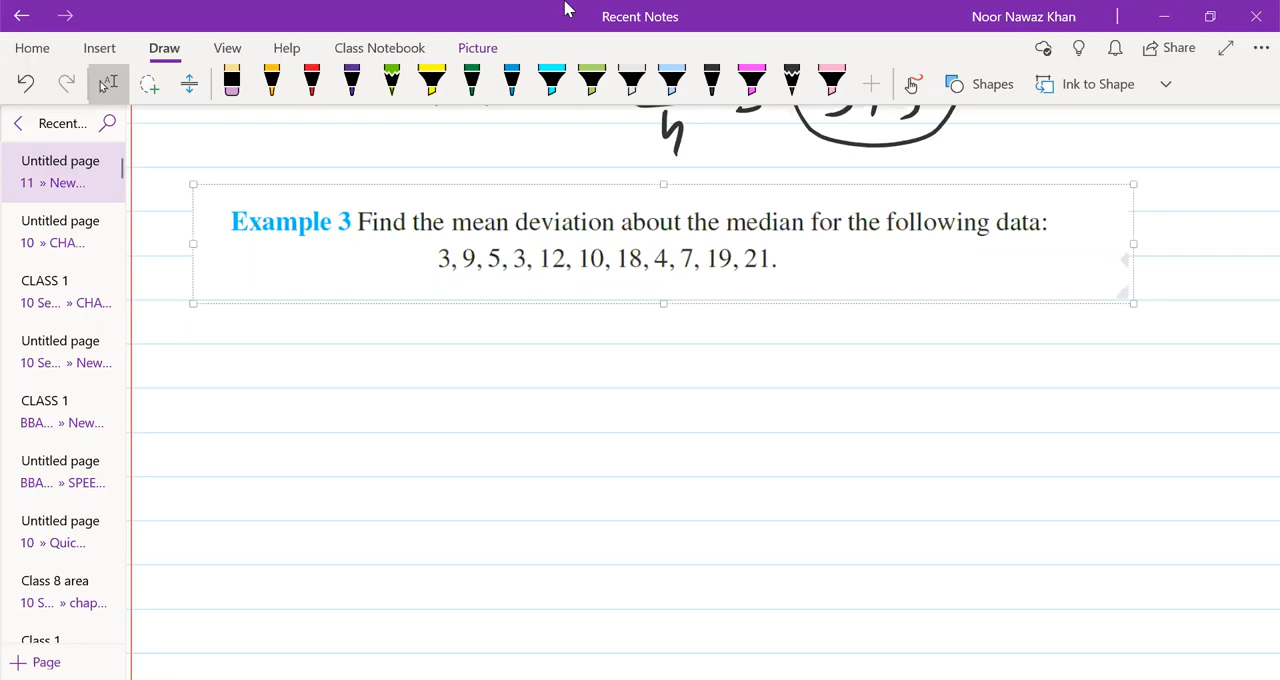 Recent Notes
Noor Nawaz Khan
Home Insert Draw View Help Class Notebook Picture
Share
Shapes
Ink to Shape
Recent...
Untitled page
11 » New...
Untitled page
10 » CHA...
CLASS 1
10 Se... » CHA...
Untitled page
10 Se... » New...
CLASS 1
BBA... » New...
Untitled page
BBA... » SPEE...
Untitled page
10 » Quic...
Class 8 area
10 S... » chap...
Class 1
Page
Example 3 Find the mean deviation about the median for the following data:
3, 9, 5, 3, 12, 10, 18, 4, 7, 19, 21.